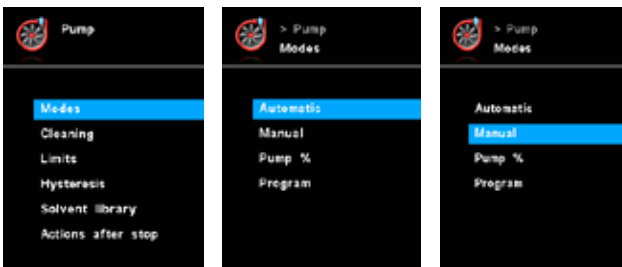 Pump
Modes
Cleaning
Limits
Hysteresis
Solvent library
Actions after stop
> Pump
Modes
Automatic
Manual
Pump %
Program
> Pump
Modes
Automatic
Manual
Pump %
Program